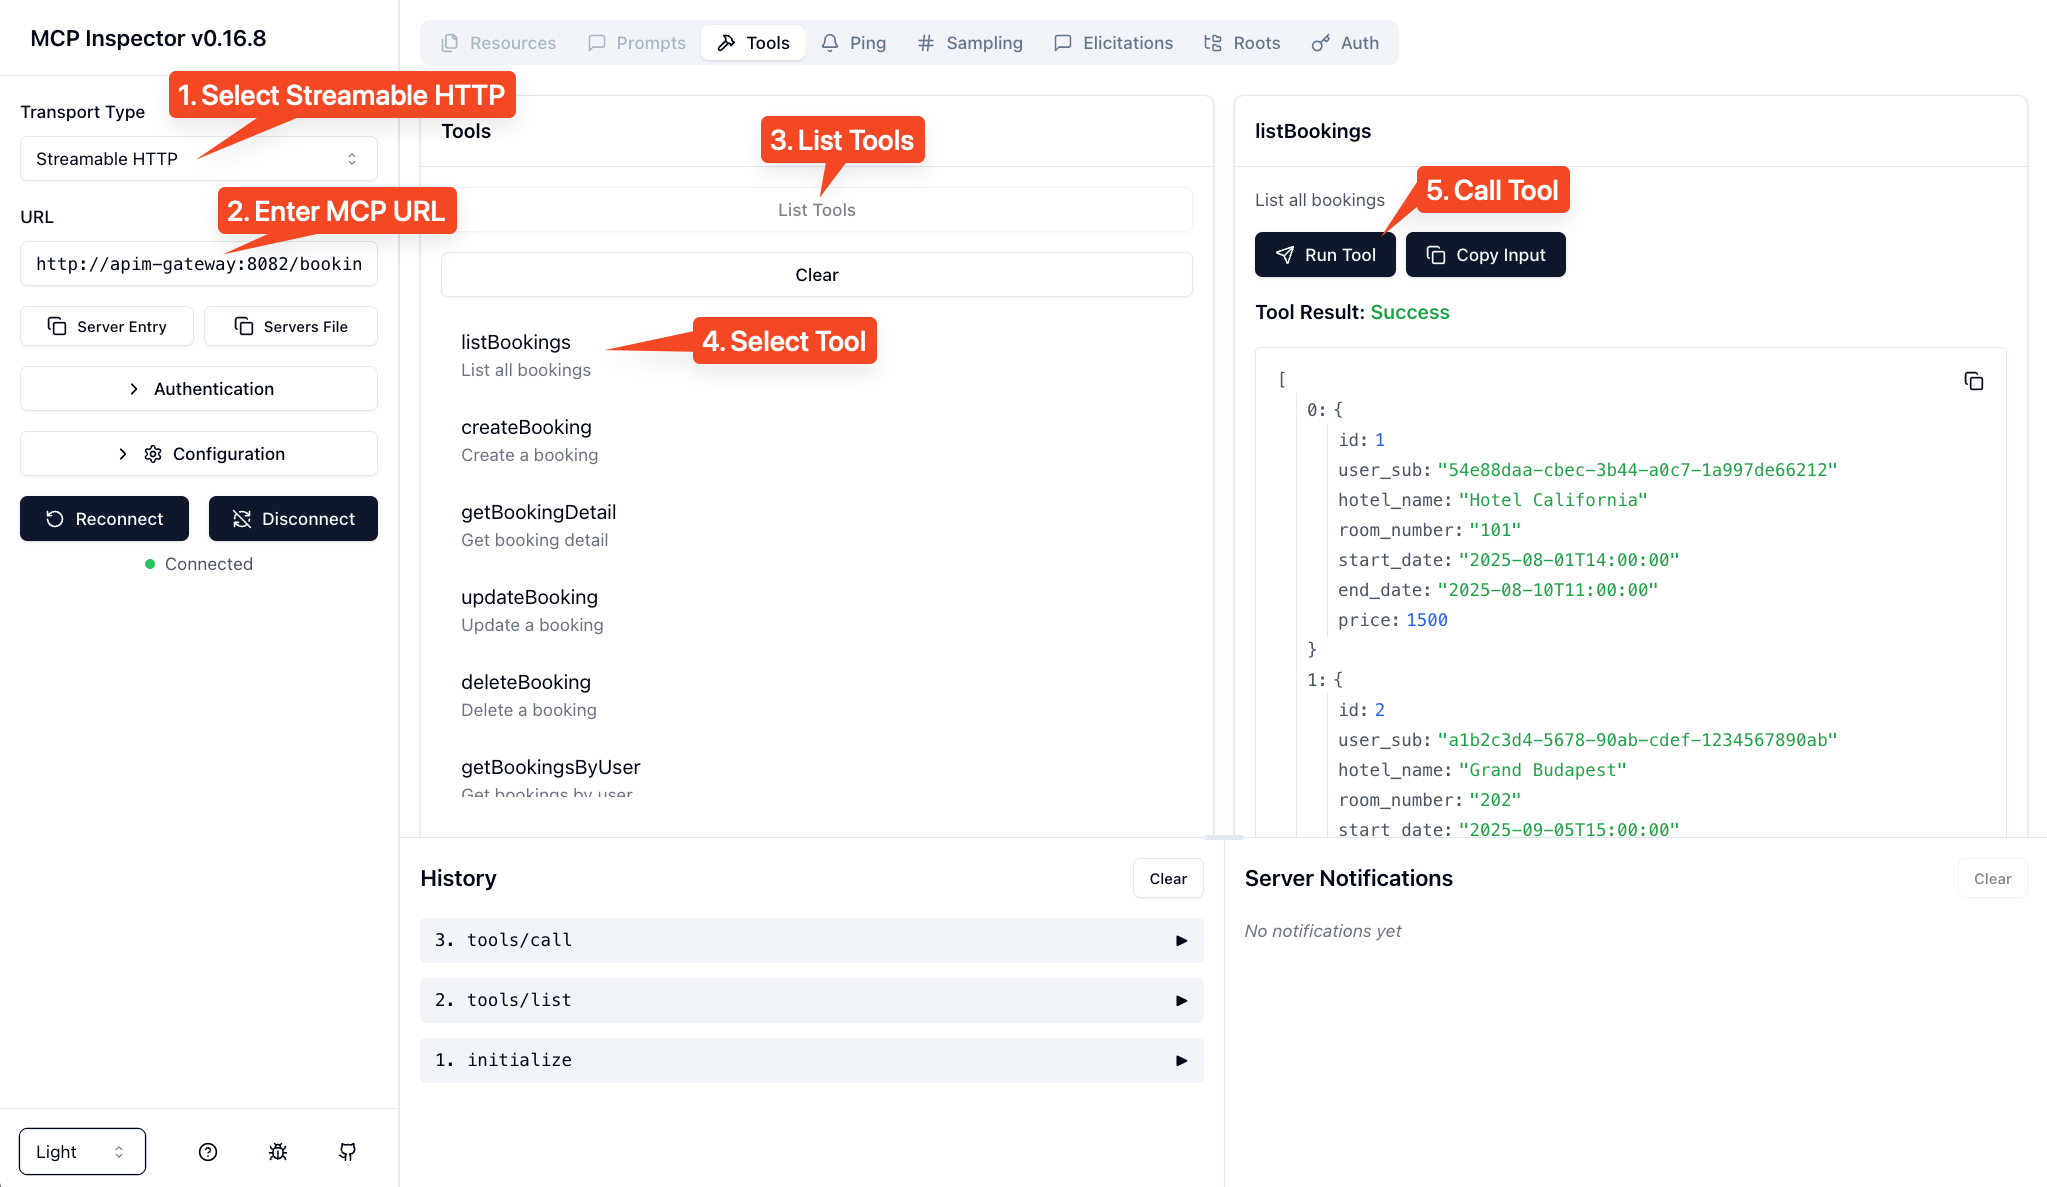 MCP Inspector v0.16.8
Resources
Prompts
Tools
Ping
Sampling
Elicitations
Roots
Auth
1. Select Streamable HTTP
Transport Type
Streamable HTTP
2. Enter MCP URL
URL
http://apim-gateway:8082/bookin
Server Entry
Servers File
Authentication
Configuration
Reconnect
Disconnect
Connected
Light
Tools
3. List Tools
List Tools
Clear
listBookings
List all bookings
4. Select Tool
createBooking
Create a booking
getBookingDetail
Get booking detail
updateBooking
Update a booking
deleteBooking
Delete a booking
getBookingsByUser
Get bookings by user
listBookings
List all bookings
5. Call Tool
Run Tool
Copy Input
Tool Result: Success
[
0: {
id: 1
user_sub: "54e88daa-cbec-3b44-a0c7-1a997de66212"
hotel_name: "Hotel California"
room_number: "101"
start_date: "2025-08-01T14:00:00"
end_date: "2025-08-10T11:00:00"
price: 1500
}
1: {
id: 2
user_sub: "a1b2c3d4-5678-90ab-cdef-1234567890ab"
hotel_name: "Grand Budapest"
room_number: "202"
start_date: "2025-09-05T15:00:00"
History
Clear
3. tools/call
2. tools/list
1. initialize
Server Notifications
Clear
No notifications yet